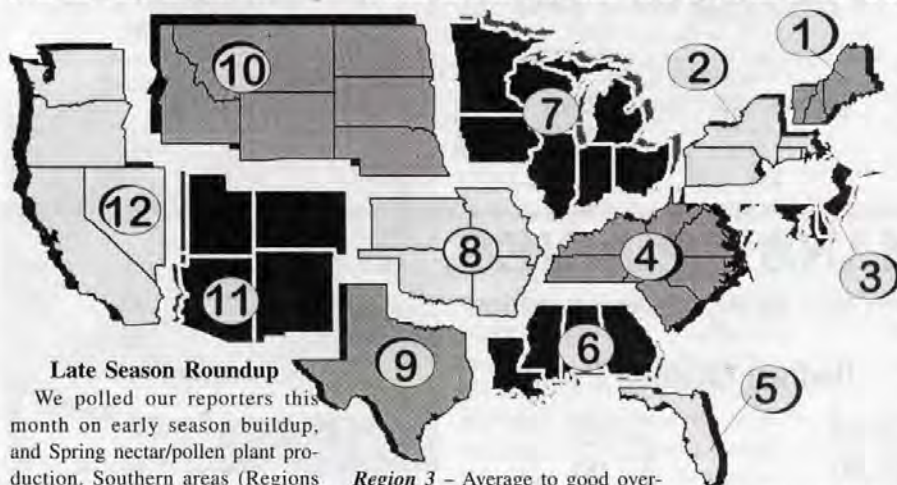 1
2
10
7
12
8
4
3
11
6
9
5
Late Season Roundup
We polled our reporters this
month on early season buildup,
and Spring nectar/pollen plant pro-
duction. Southern areas (Regions
Region 3 – Average to good over-